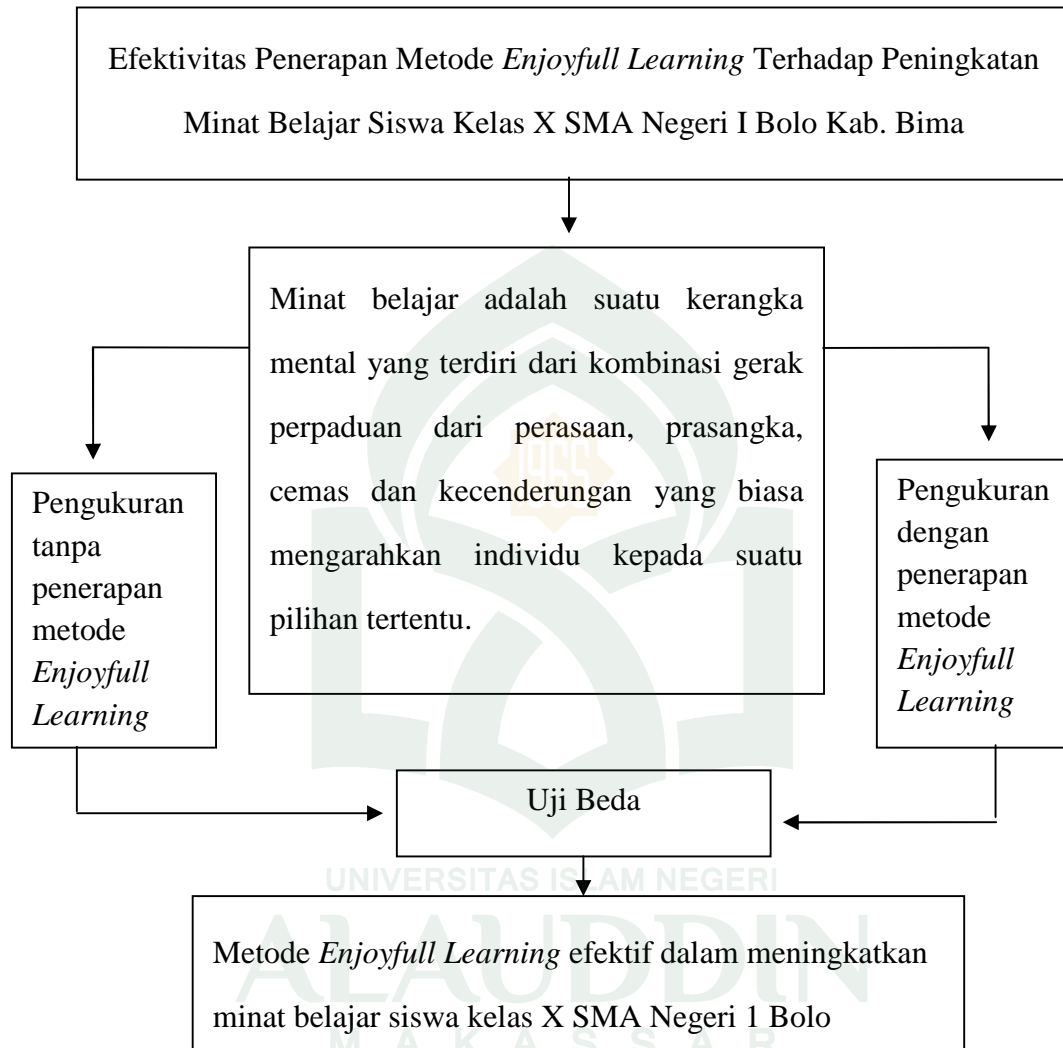 Efektivitas Penerapan Metode Enjoyfull Learning Terhadap Peningkatan
Minat Belajar Siswa Kelas X SMA Negeri I Bolo Kab. Bima
Minat belajar adalah suatu kerangka
mental yang terdiri dari kombinasi gerak
perpaduan dari perasaan, prasangka,
cemas dan kecenderungan yang biasa
mengarahkan individu kepada suatu
pilihan tertentu.
Pengukuran
tanpa
penerapan
metode
Enjoyfull
Learning
Pengukuran
dengan
penerapan
metode
Enjoyfull
Learning
1965
Uji Beda
UNIVERSITAS ISLAM NEGERI
ALAUDDIN
MAKASSAR
Metode Enjoyfull Learning efektif dalam meningkatkan
minat belajar siswa kelas X SMA Negeri 1 Bolo